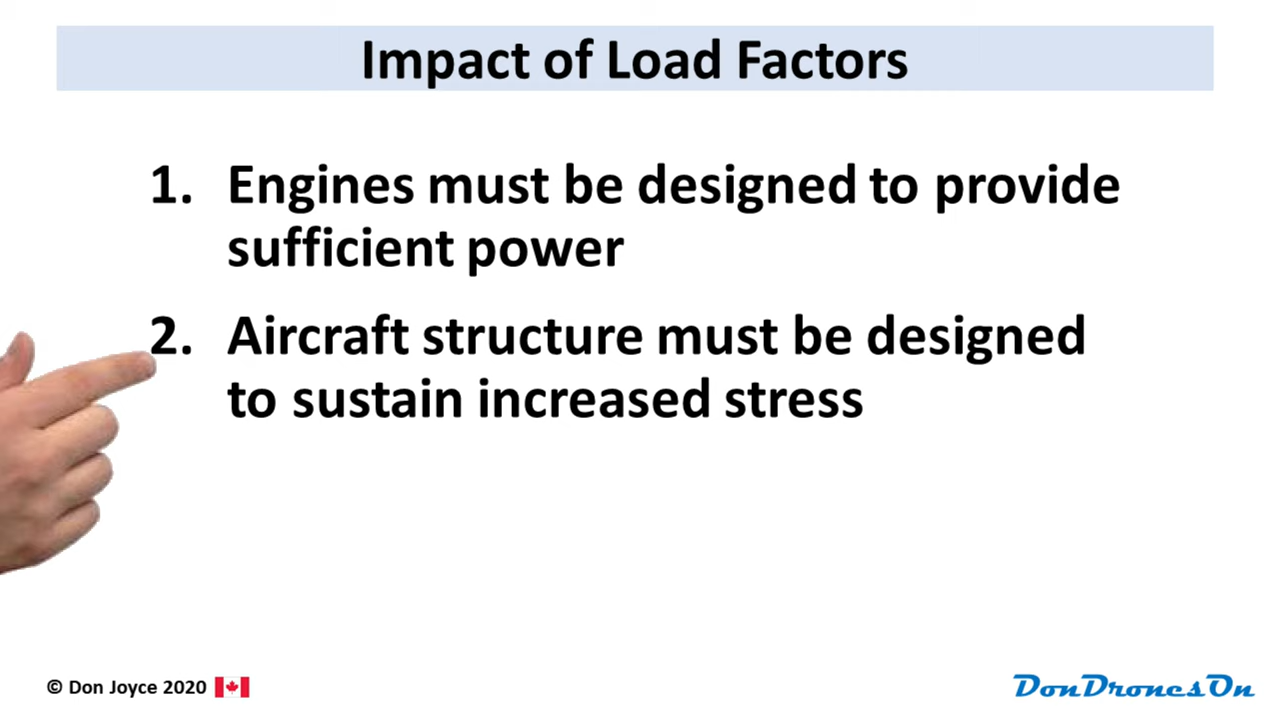 Impact of Load Factors
1. Engines must be designed to provide
sufficient power
2. Aircraft structure must be designed
to sustain increased stress
© Don Joyce 2020
DonDronesOn